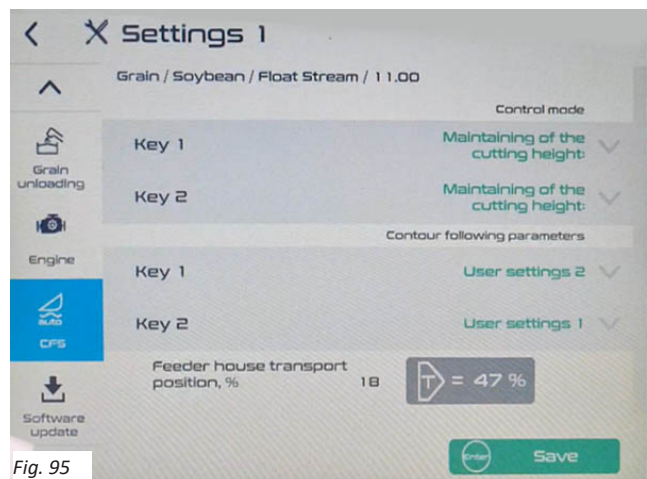 Settings 1
Grain / Soybean / Float Stream / 11.00
Control mode
Key 1
Maintaining of the
cutting height:
Key 2
Maintaining of the
cutting height:
Contour following parameters
Key 1
User settings 2
Key 2
User settings 1
Feeder house transport
position, %
18
T = 47 %
Enter
Save
Grain
unloading
Engine
auto
CFS
Software
update
Fig. 95